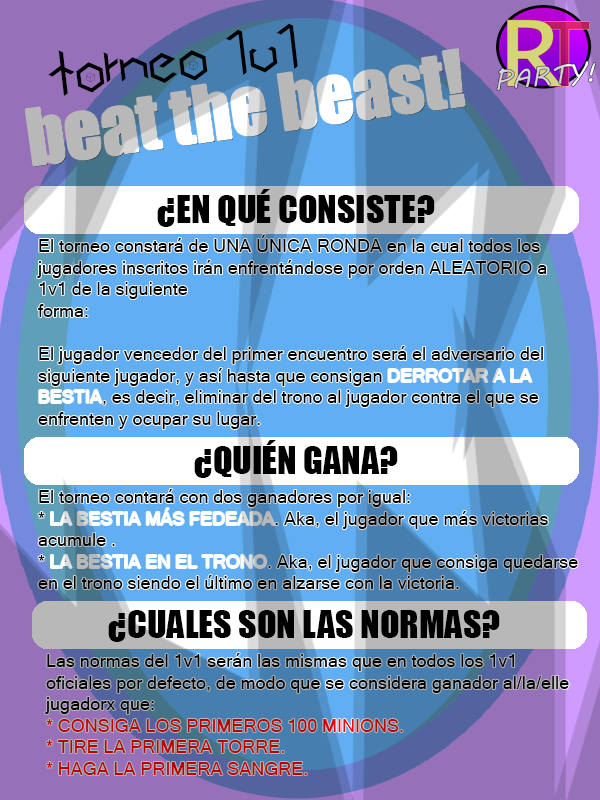 torneo 1v1
RT
PARTY!
beat the beast!
¿EN QUÉ CONSISTE?
El torneo constará de UNA ÚNICA RONDA en la cual todos los
jugadores inscritos irán enfrentándose por orden ALEATORIO a
1v1 de la siguiente
forma:
El jugador vencedor del primer encuentro será el adversario del
siguiente jugador, y así hasta que consigan DERROTAR A LA
BESTIA, es decir, eliminar del trono al jugador contra el que se
enfrenten y ocupar su lugar.
¿QUIÉN GANA?
El torneo contará con dos ganadores por igual:
* LA BESTIA MÁS FEDEADA. Aka, el jugador que más victorias
acumule .
* LA BESTIA EN EL TRONO. Aka, el jugador que consiga quedarse
en el trono siendo el último en alzarse con la victoria.
¿CUALES SON LAS NORMAS?
Las normas del 1v1 serán las mismas que en todos los 1v1
oficiales por defecto, de modo que se considera ganador al/la/elle
jugadorx que:
* CONSIGA LOS PRIMEROS 100 MINIONS.
* TIRE LA PRIMERA TORRE.
* HAGA LA PRIMERA SANGRE.